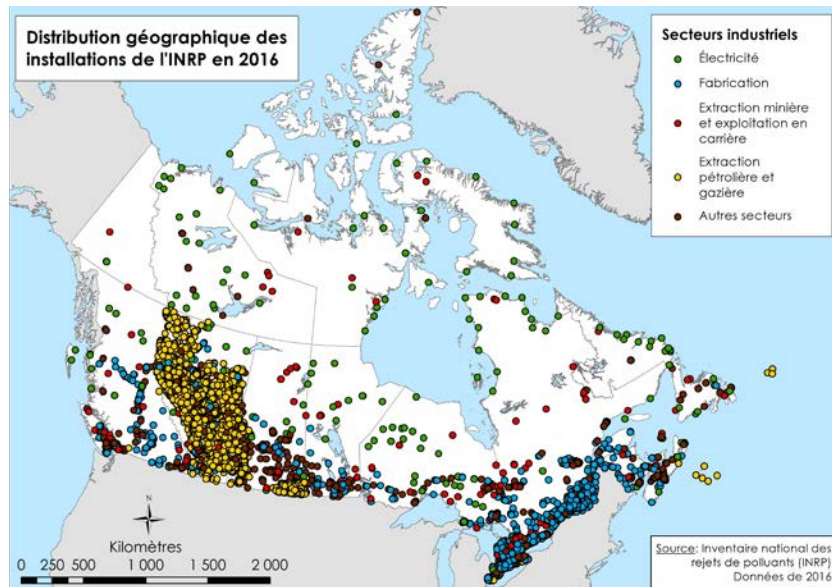 Distribution géographique des
installations de l'INRP en 2016
Secteurs industriels
Électricité
Fabrication
Extraction minière
et exploitation en
carrière
Extraction
pétrolière et
gazière
Autres secteurs
N
Kilomètres
0 250 500 1 000 1 500 2 000
Source: Inventaire national des
rejets de polluants (INRP)
Données de 2016